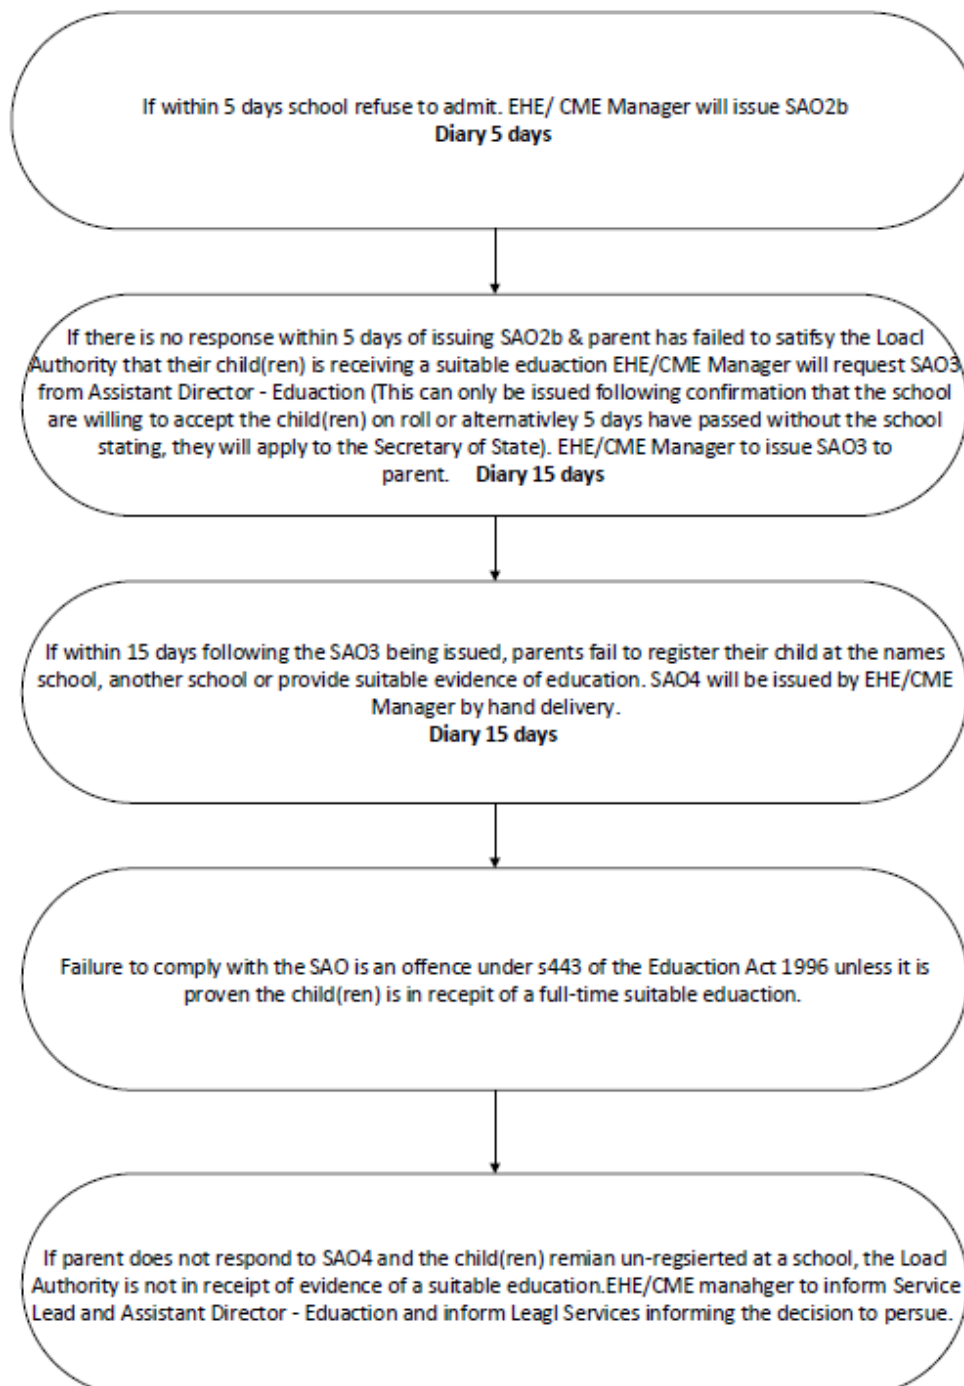 If within 5 days school refuse to admit. EHE/ CME Manager will issue SAO2b
Diary 5 days
If there is no response within 5 days of issuing SAO2b & parent has failed to satifsy the Loacl
Authority that their child(ren) is receiving a suitable eduaction EHE/CME Manager will request SAO3
from Assistant Director - Eduaction (This can only be issued following confirmation that the school
are willing to accept the child(ren) on roll or alternativley 5 days have passed without the school
stating, they will apply to the Secretary of State). EHE/CME Manager to issue SAO3 to
parent. Diary 15 days
If within 15 days following the SAO3 being issued, parents fail to register their child at the names
school, another school or provide suitable evidence of education. SAO4 will be issued by EHE/CME
Manager by hand delivery.
Diary 15 days
Failure to comply with the SAO is an offence under s443 of the Eduaction Act 1996 unless it is
proven the child(ren) is in recepit of a full-time suitable eduaction.
If parent does not respond to SAO4 and the child(ren) remian un-regsierted at a school, the Loacl
Authority is not in receipt of evidence of a suitable education.EHE/CME manahger to inform Service
Lead and Assistant Director - Eduaction and inform Leagl Services informing the decision to persue.